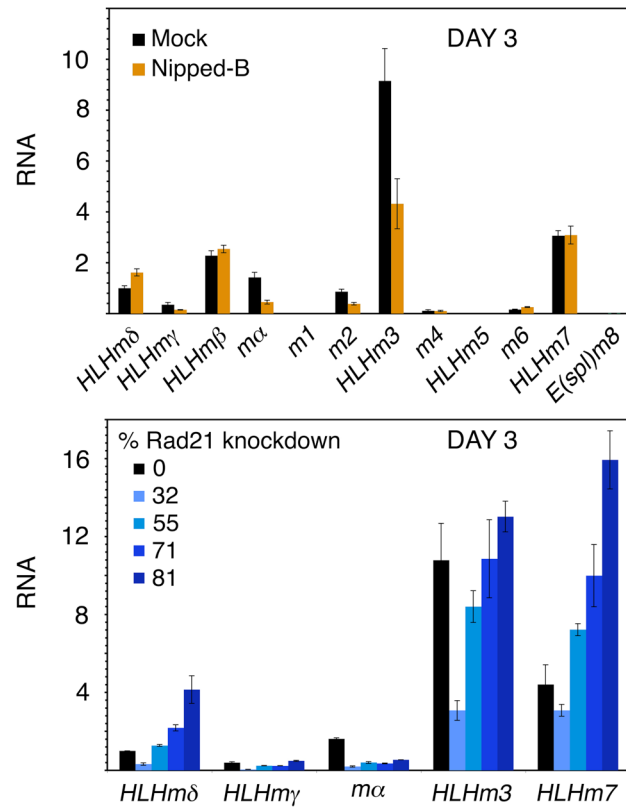 DAY 3
Mock
Nipped-B
RNA
10
8
6
4
2
HLHmδ
HLHmγ
HLHmβ
mα
m1
m2
HLHm3
m4
HLHm5
m6
HLHm7
E(spl)m8
% Rad21 knockdown
DAY 3
0
32
55
71
81
RNA
16
12
8
4
HLHmδ
HLHmγ
mα
HLHm3
HLHm7